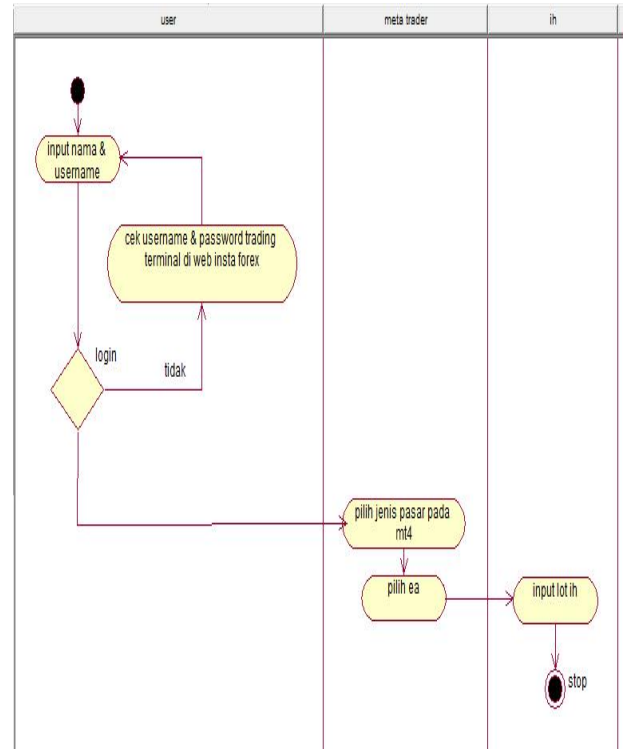 user
meta trader
ih
input nama &
username
cek username & password trading
terminal di web insta forex
login
tidak
pilih jenis pasar pada
mt4
pilih ea
input lot ih
stop